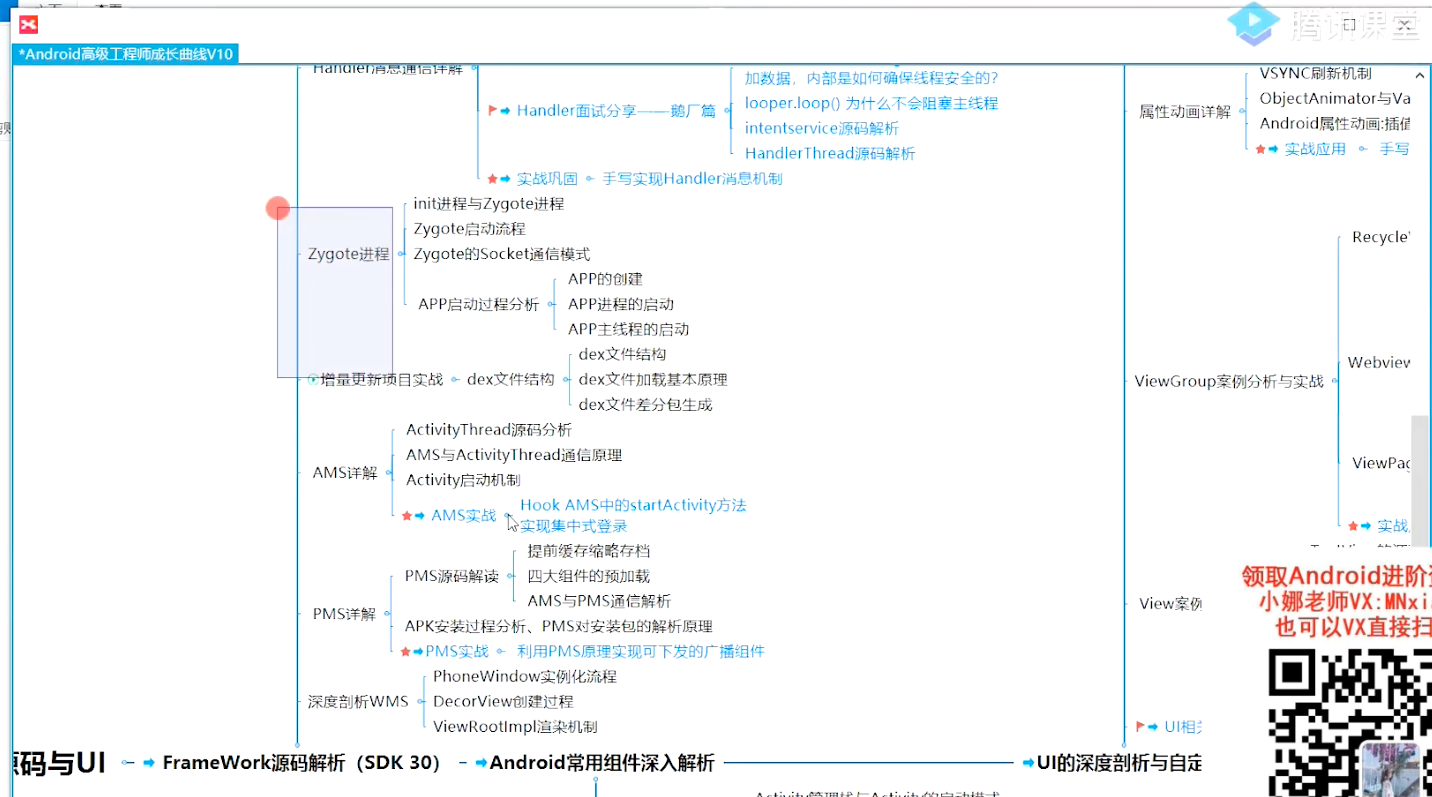 *Android高级工程师成长曲线V10
腾讯课堂
Handler消息通信详解
加数据，内部是如何确保线程安全的?
Handler面试分享——鹅厂篇
looper.loop() 为什么不会阻塞主线程
intentservice源码解析
HandlerThread源码解析
实战巩固
手写实现Handler消息机制
Zygote进程
init进程与Zygote进程
Zygote启动流程
Zygote的Socket通信模式
APP启动过程分析
APP的创建
APP进程的启动
APP主线程的启动
增量更新项目实战
dex文件结构
dex文件结构
dex文件加载基本原理
dex文件差分包生成
AMS详解
ActivityThread源码分析
AMS与ActivityThread通信原理
Activity启动机制
AMS实战
Hook AMS中的startActivity方法
实现集中式登录
PMS详解
PMS源码解读
提前缓存缩略存档
四大组件的预加载
AMS与PMS通信解析
APK安装过程分析、PMS对安装包的解析原理
PMS实战
利用PMS原理实现可下发的广播组件
深度剖析WMS
PhoneWindow实例化流程
DecorView创建过程
ViewRootImpl渲染机制
属性动画详解
VSYNC刷新机制
ObjectAnimator与Va
Android属性动画:插值
实战应用
手写
ViewGroup案例分析与实战
Recycle
Webview
ViewPag
实战
View案例
UI相关
领取Android进阶资
小娜老师VX:MNxi
也可以VX直接扫
源码与UI
FrameWork源码解析（SDK 30）
Android常用组件深入解析
UI的深度剖析与自定
Activity管理栈与Activity的启动模式